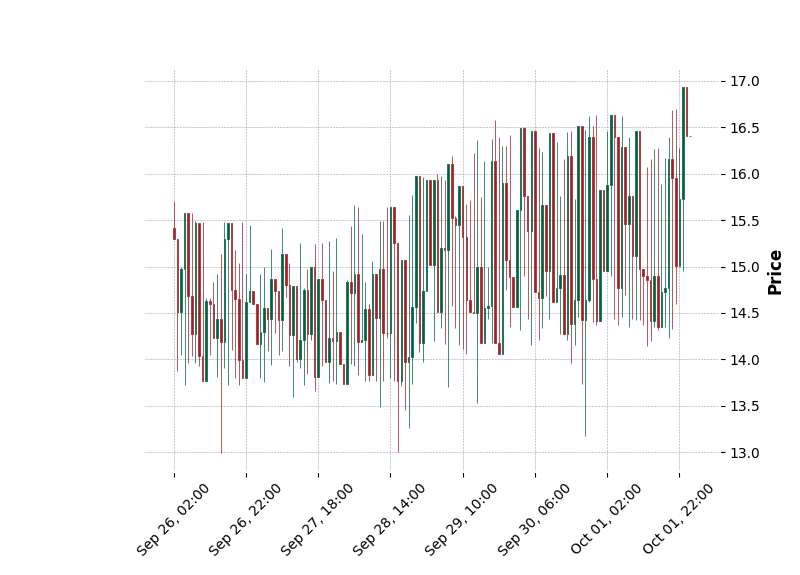 17.0
16.5
16.0
15.5
15.0
14.5
14.0
13.5
13.0
Price
Sep 26, 02:00
Sep 26, 22:00
Sep 27, 18:00
Sep 28, 14:00
Sep 29, 10:00
Sep 30, 06:00
Oct 01, 02:00
Oct 01, 22:00